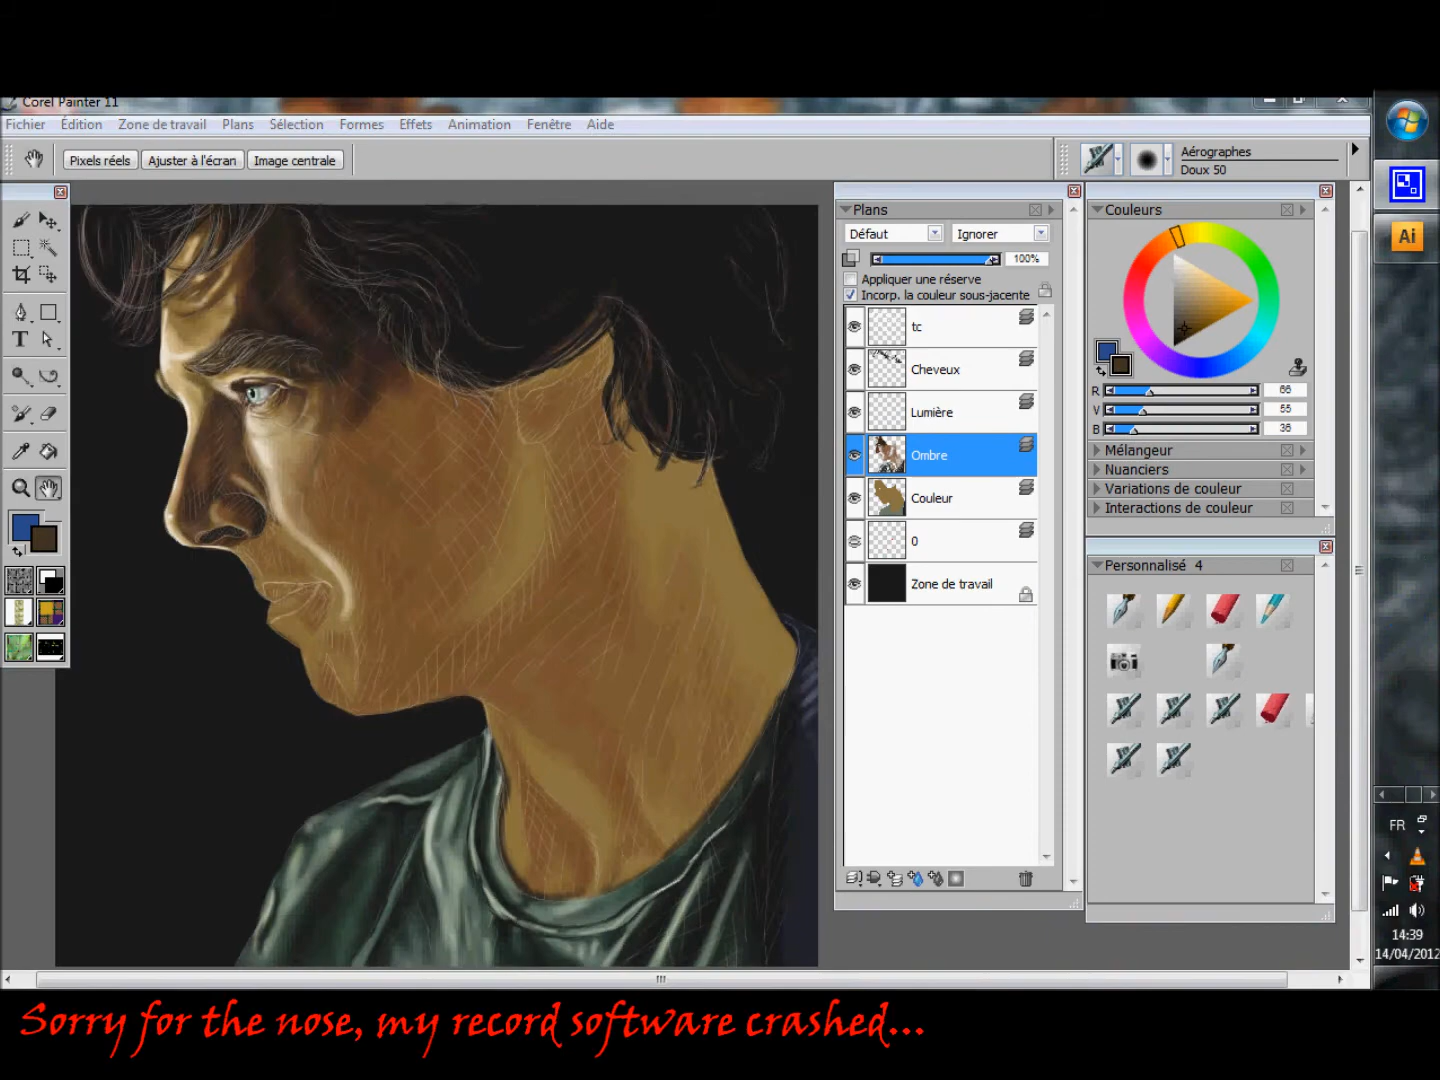 Corel Painter 11
Fichier Édition Zone de travail Plans Sélection Formes Effets Animation Fenêtre Aide
Pixels réels Ajuster à l'écran Image centrale
Aérographes
Doux 50
Plans
Défaut Ignorer
100%
Appliquer une réserve
Incorp. la couleur sous-jacente
tc
Cheveux
Lumière
Ombre
Couleur
0
Zone de travail
Couleurs
R 66
V 55
B 36
Mélangeur
Nuanciers
Variations de couleur
Interactions de couleur
Personnalisé 4
Ai
FR
14:39
14/04/2012
T
Sorry for the nose, my record software crashed...